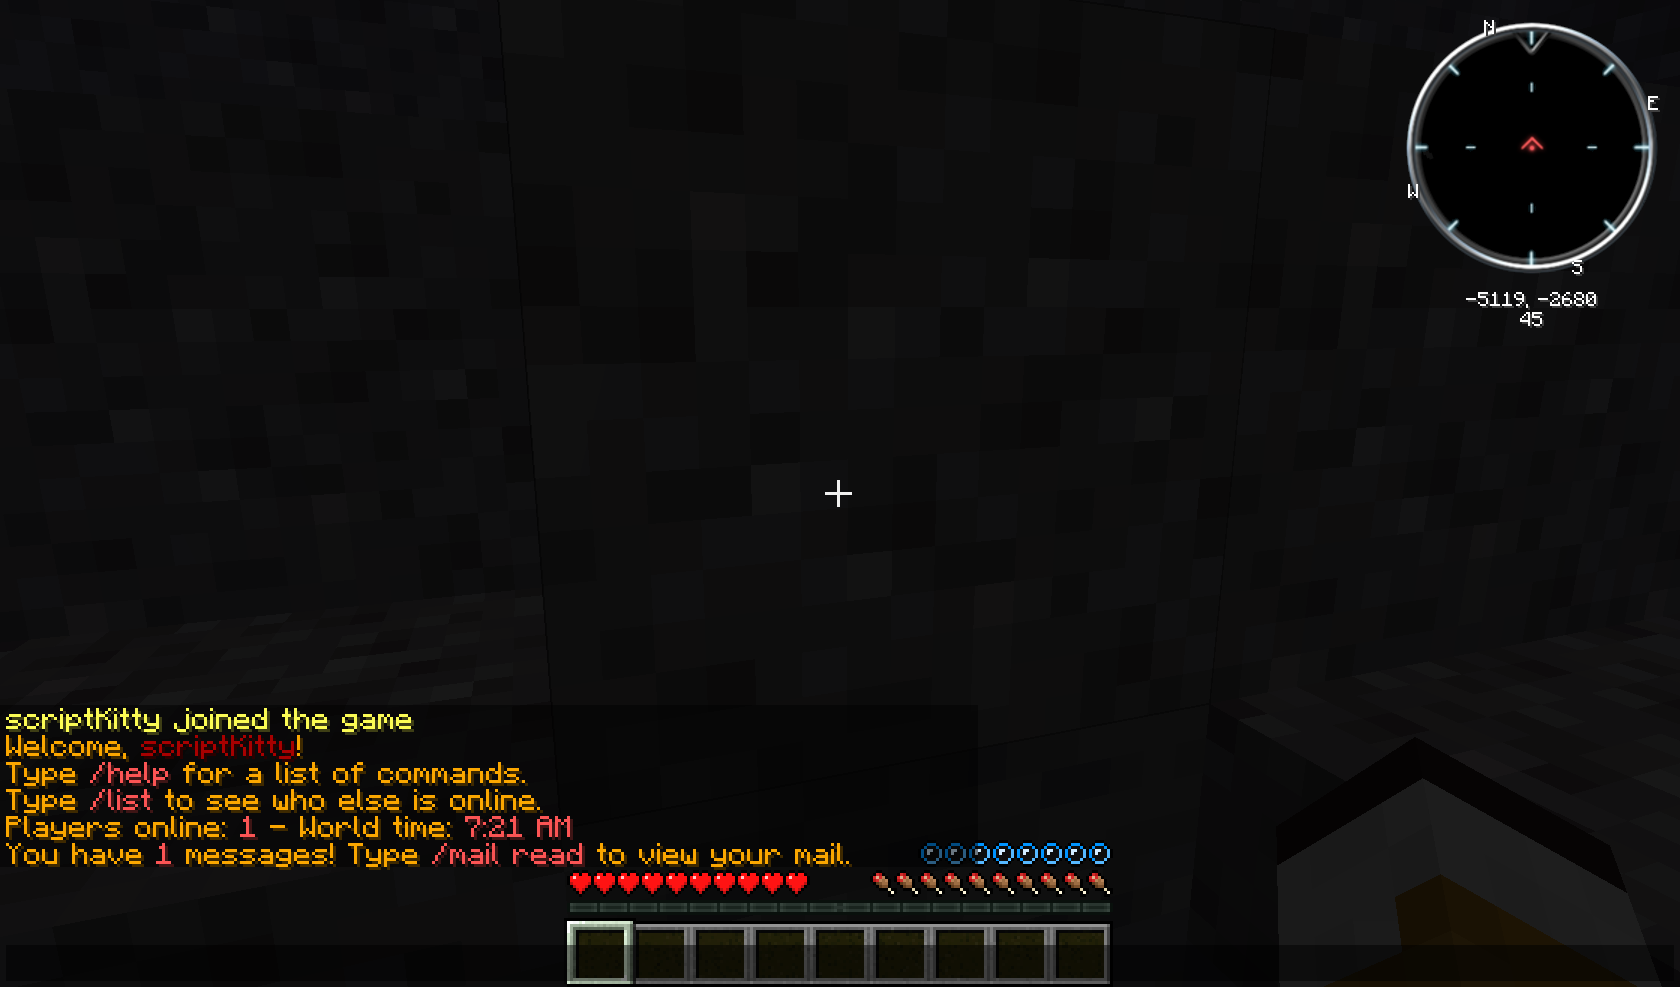 N
E
W
S
-5119, -2680
45
scriptKitty joined the game
Welcome, scriptKitty!
Type /help for a list of commands.
Type /list to see who else is online.
Players online: 1 - World time: 7:21 AM
You have 1 messages! Type /mail read to view your mail.